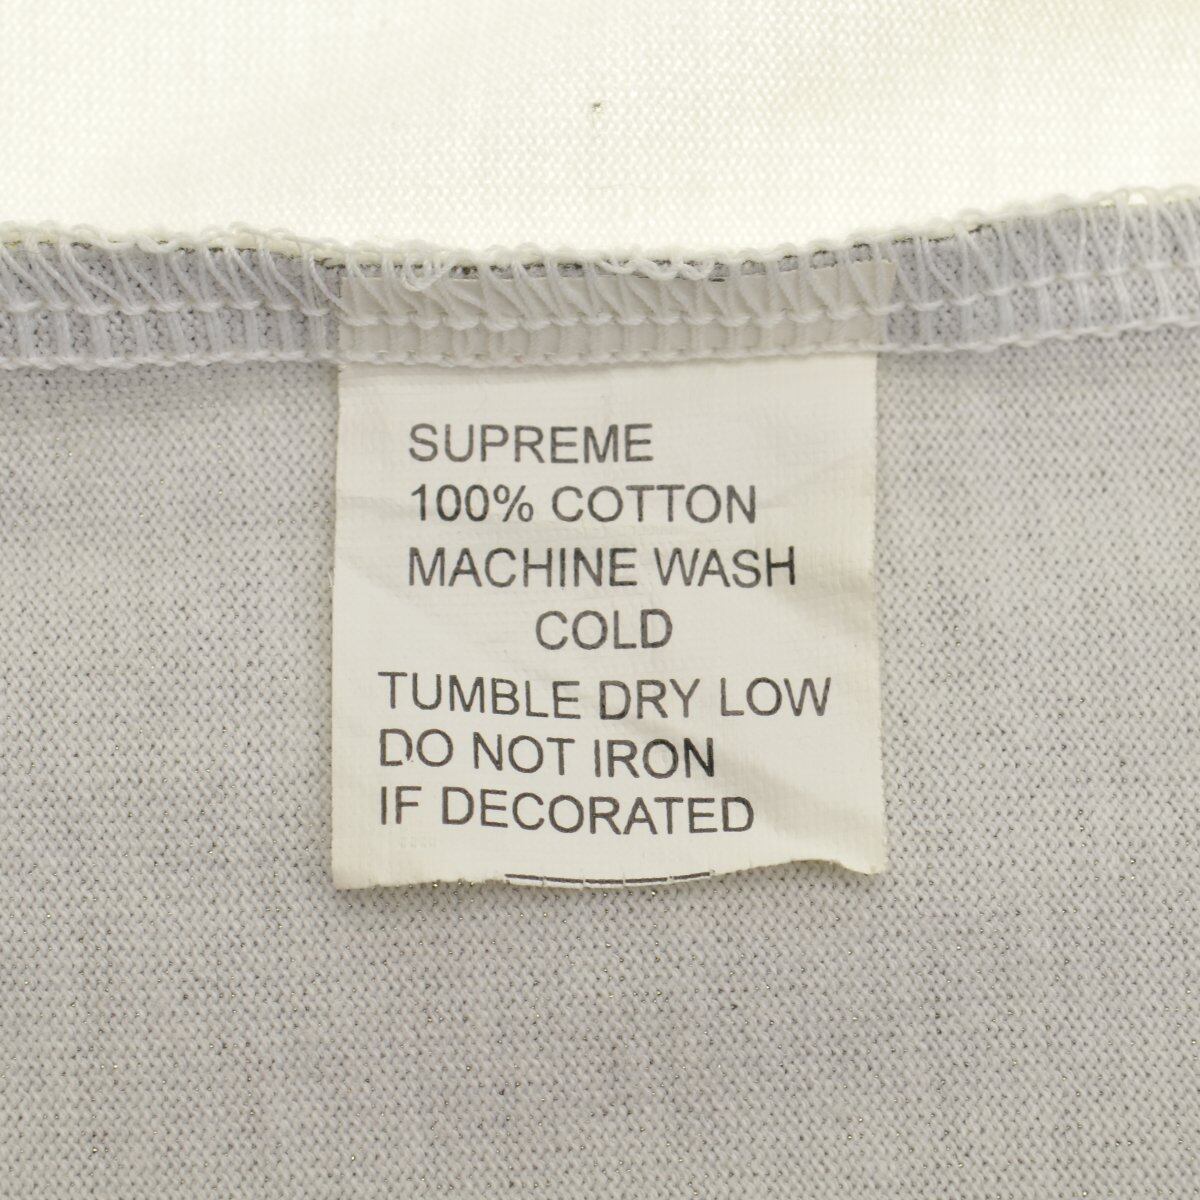 SUPREME
100% COTTON
MACHINE WASH
COLD
TUMBLE DRY LOW
DO NOT IRON
IF DECORATED